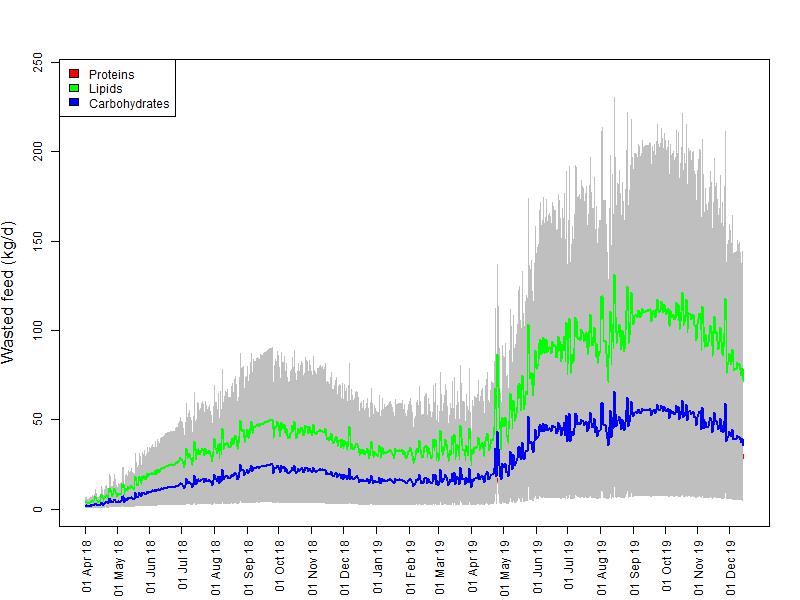 250
200
150
100
50
0
Wasted feed (kg/d)
Proteins
Lipids
Carbohydrates
01 Apr 18
01 May 18
01 Jun 18
01 Jul 18
01 Aug 18
01 Sep 18
01 Oct 18
01 Nov 18
01 Dec 18
01 Jan 19
01 Feb 19
01 Mar 19
01 Apr 19
01 May 19
01 Jun 19
01 Jul 19
01 Aug 19
01 Sep 19
01 Oct 19
01 Nov 19
01 Dec 19